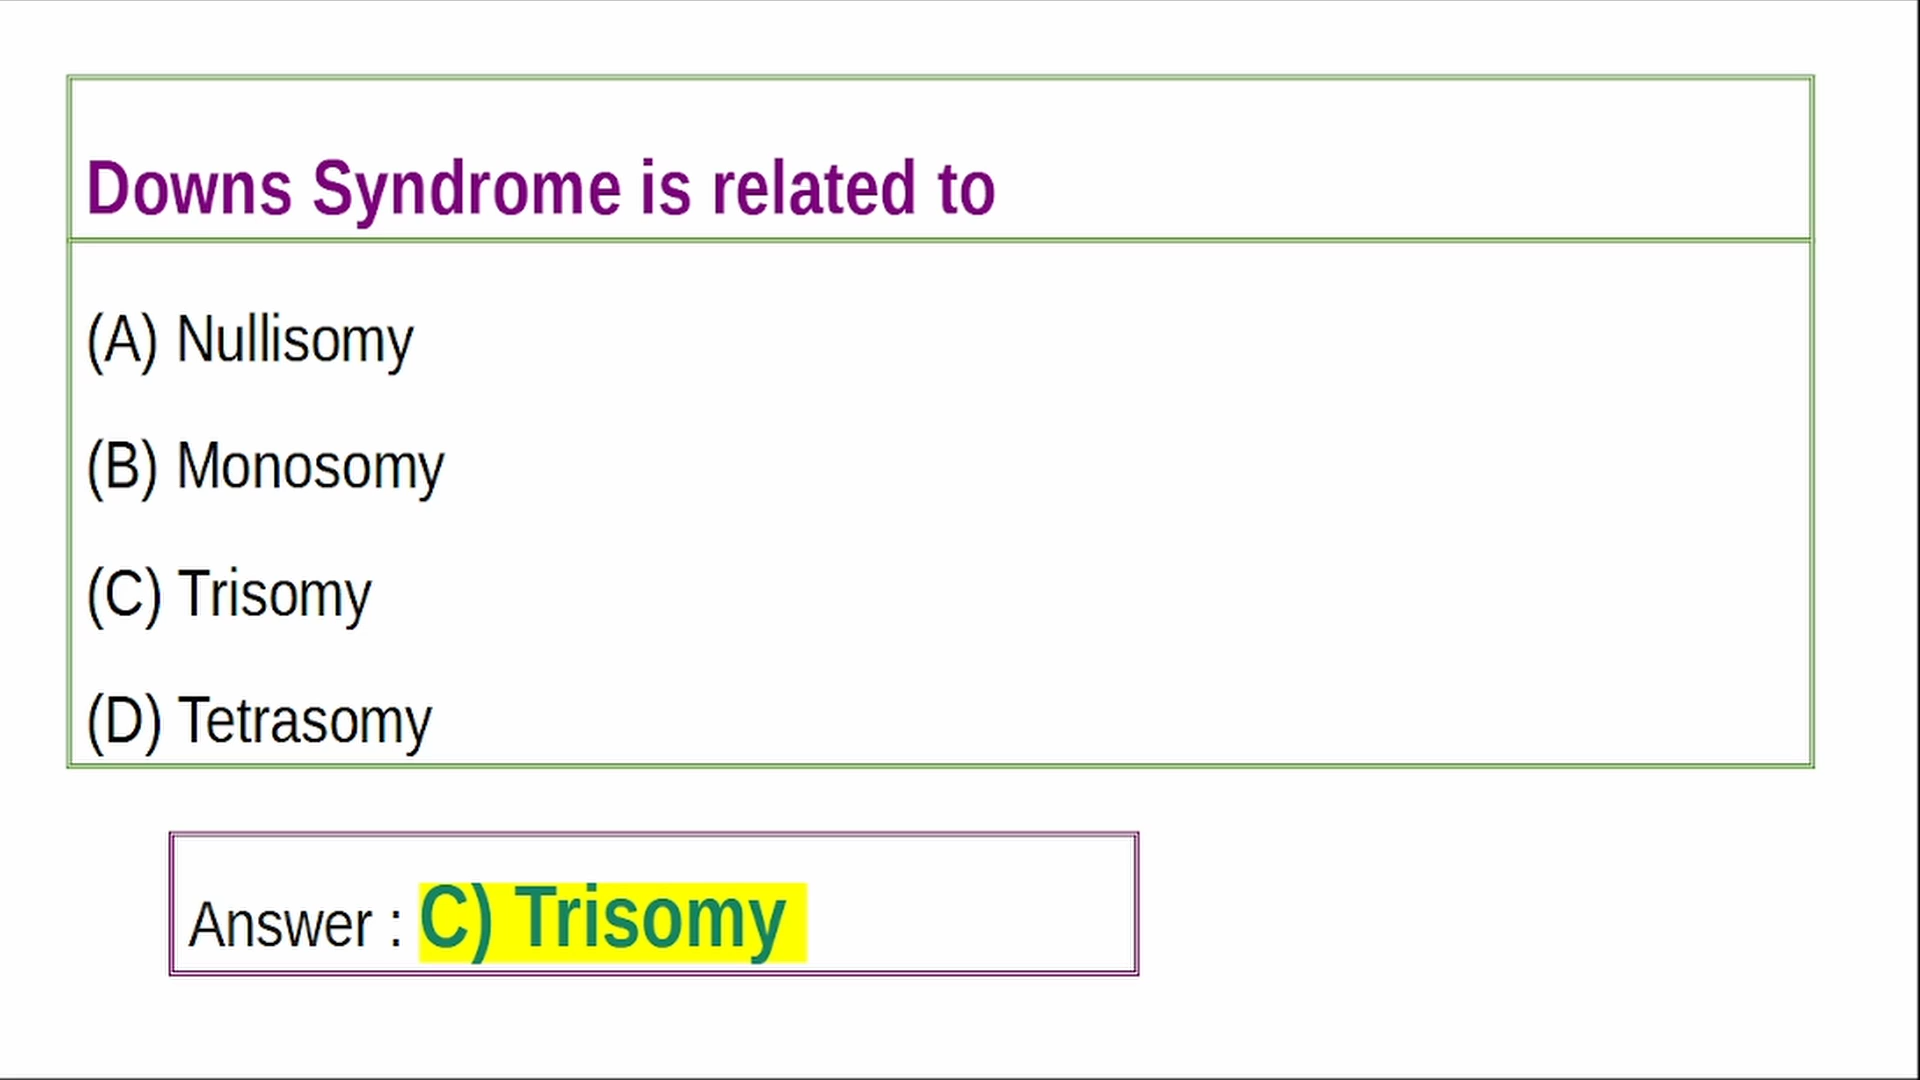 Downs Syndrome is related to
(A) Nullisomy
(B) Monosomy
(C) Trisomy
(D) Tetrasomy
Answer : C) Trisomy